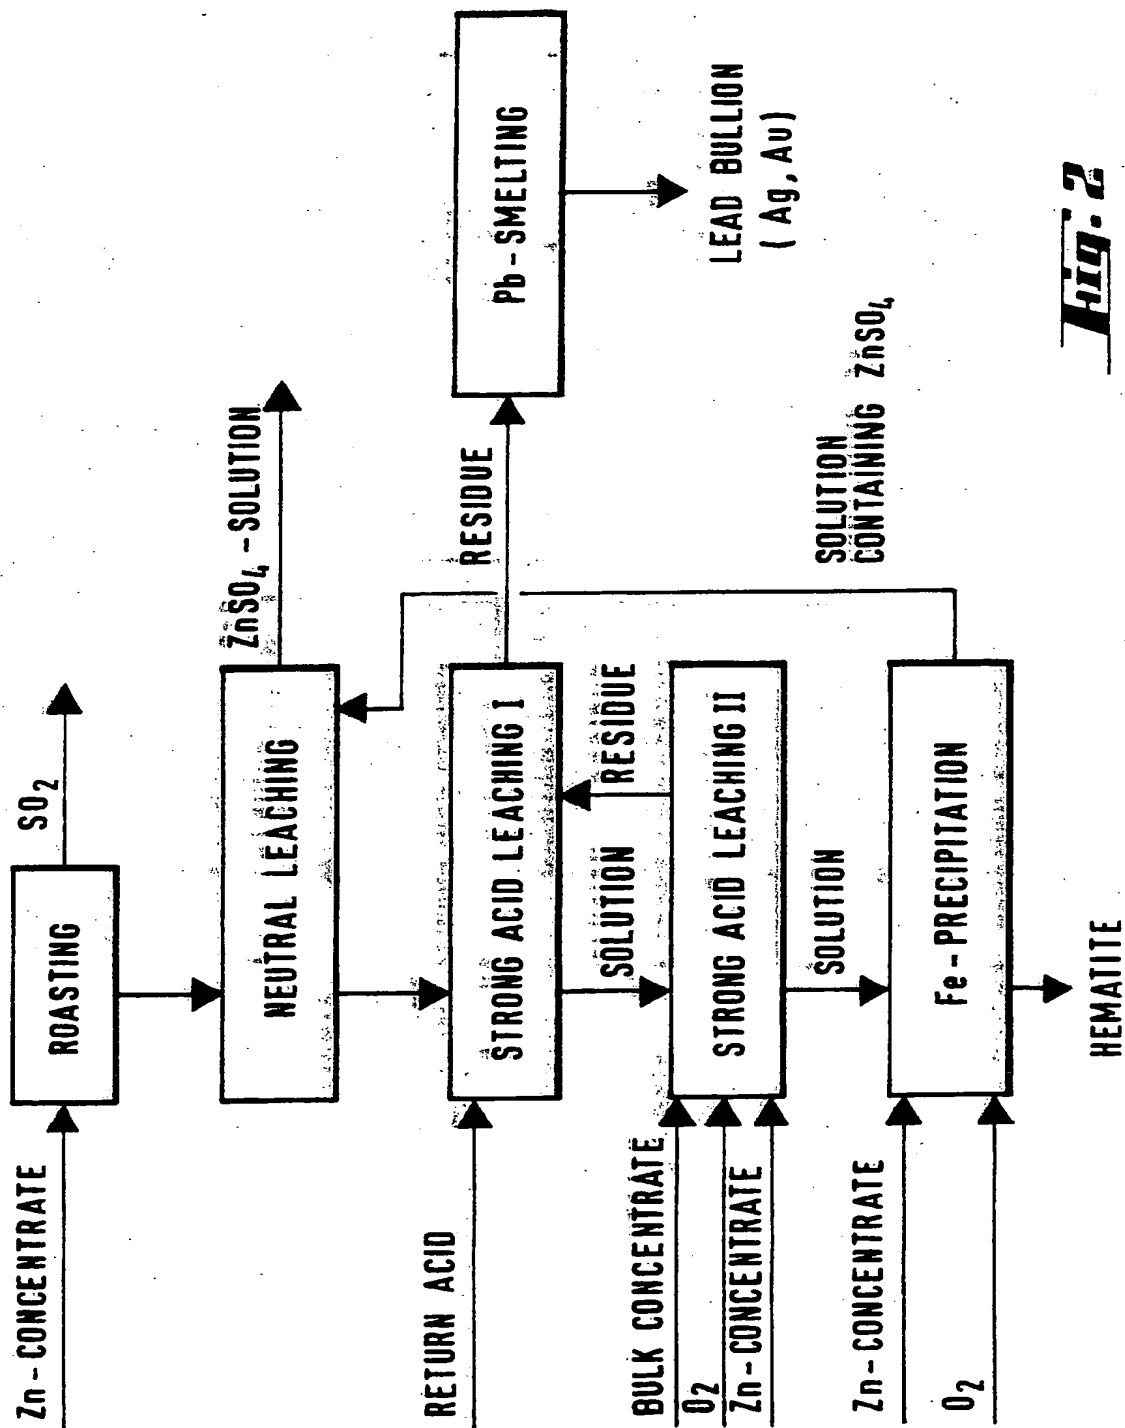 Zn-CONCENTRATE
ROASTING
SO2
NEUTRAL LEACHING
ZnSO4-SOLUTION
RETURN ACID
STRONG ACID LEACHING I
RESIDUE
Pb-SMELTING
SOLUTION
RESIDUE
LEAD BULLION
(Ag, Au)
BULK CONCENTRATE
O2
Zn-CONCENTRATE
STRONG ACID LEACHING II
SOLUTION
SOLUTION
CONTAINING ZnSO4
Zn-CONCENTRATE
O2
Fe-PRECIPITATION
HEMATITE
Fig. 2